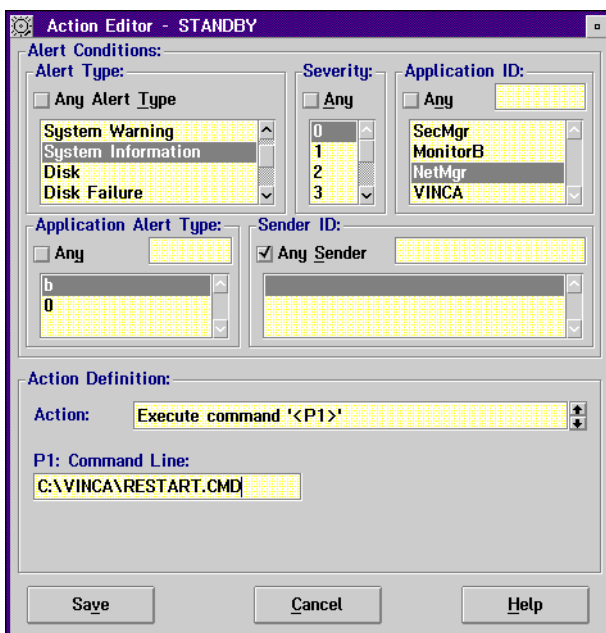 Action Editor - STANDBY
Alert Conditions:
Alert Type:
Any Alert Type
System Warning
System Information
Disk
Disk Failure
Severity:
Any
0
1
2
3
Application ID:
Any
SecMgr
MonitorB
NetMgr
VINCA
Application Alert Type:
Any
b
0
Sender ID:
Any Sender
Action Definition:
Action:
Execute command '<P1>'
P1: Command Line:
C:\VINCA\RESTART.CMD
Save
Cancel
Help